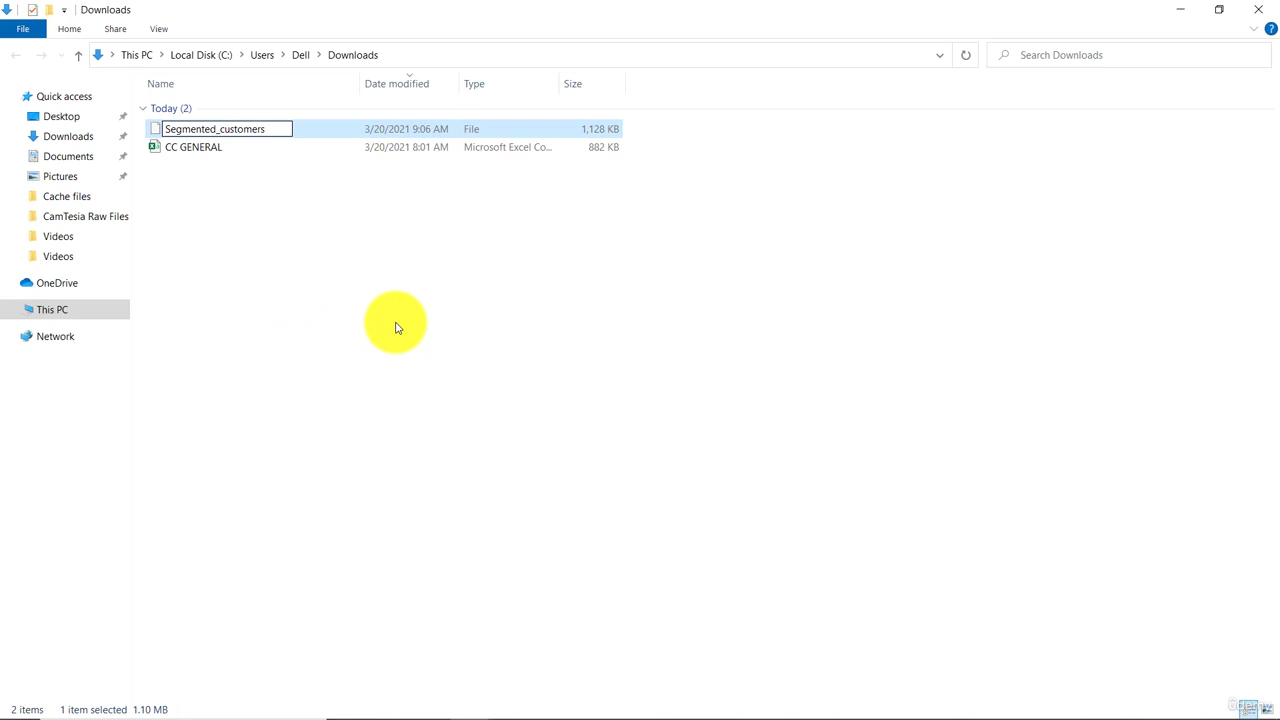 Downloads
File Home Share View
This PC Local Disk (C:) Users Dell Downloads
Search Downloads
Name Date modified Type Size
Quick access
Desktop
Downloads
Documents
Pictures
Cache files
CamTesia Raw Files
Videos
Videos
OneDrive
This PC
Network
Today (2)
Segmented_customers 3/20/2021 9:06 AM File 1,128 KB
CC GENERAL 3/20/2021 8:01 AM Microsoft Excel Co... 882 KB
2 items 1 item selected 1.10 MB
ûdemy